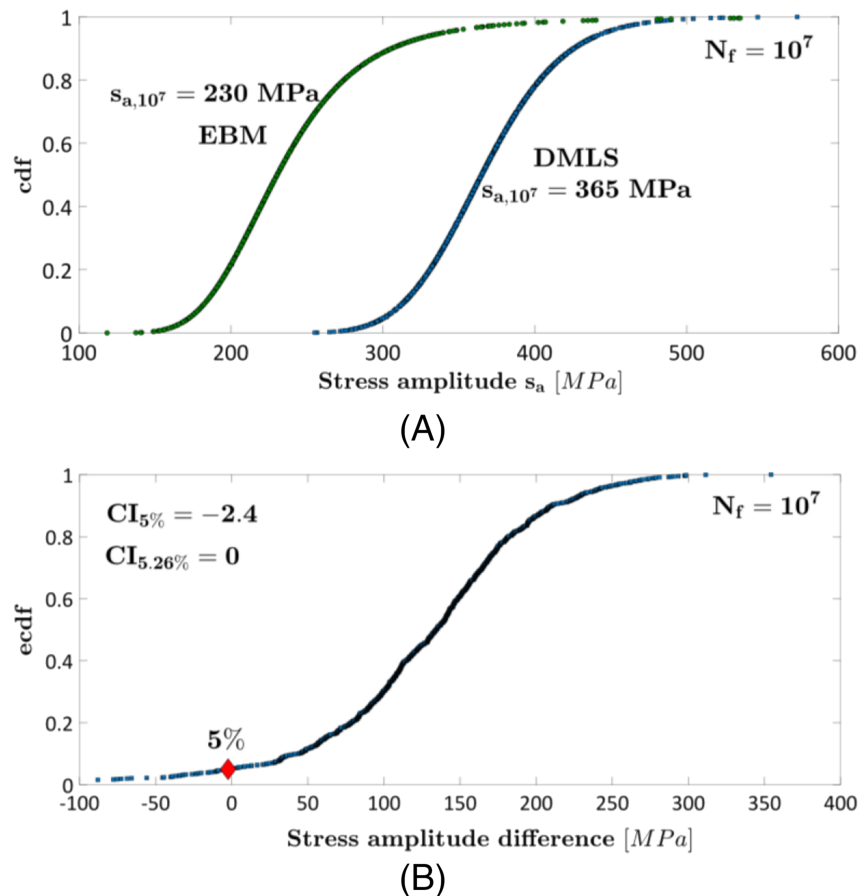 1
0.8
0.6
0.4
0.2
0
cdf
s_{a,10^7} = 230 MPa
EBM
N_f = 10^7
DMLS
s_{a,10^7} = 365 MPa
100 200 300 400 500 600
Stress amplitude s_a [MPa]
(A)
1
0.8
0.6
0.4
0.2
0
ecdf
CI_{5%} = −2.4
CI_{5.26%} = 0
N_f = 10^7
5%
-100 -50 0 50 100 150 200 250 300 350 400
Stress amplitude difference [MPa]
(B)